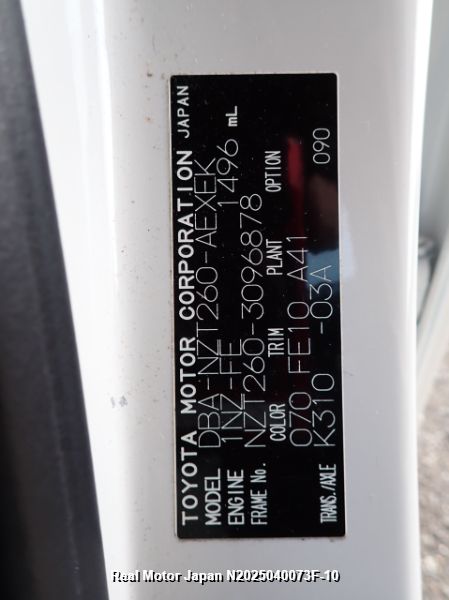 TOYOTA MOTOR CORPORATION JAPAN
MODEL DBA-NZT260-AEXEK
ENGINE 1NZ-FE 1496 mL
FRAME No. NZT260-3096878
COLOR TRIM PLANT OPTION
070 FE10 A41
TRANS./AXLE K310 -03A 090
Real Motor Japan N2025040073F-10